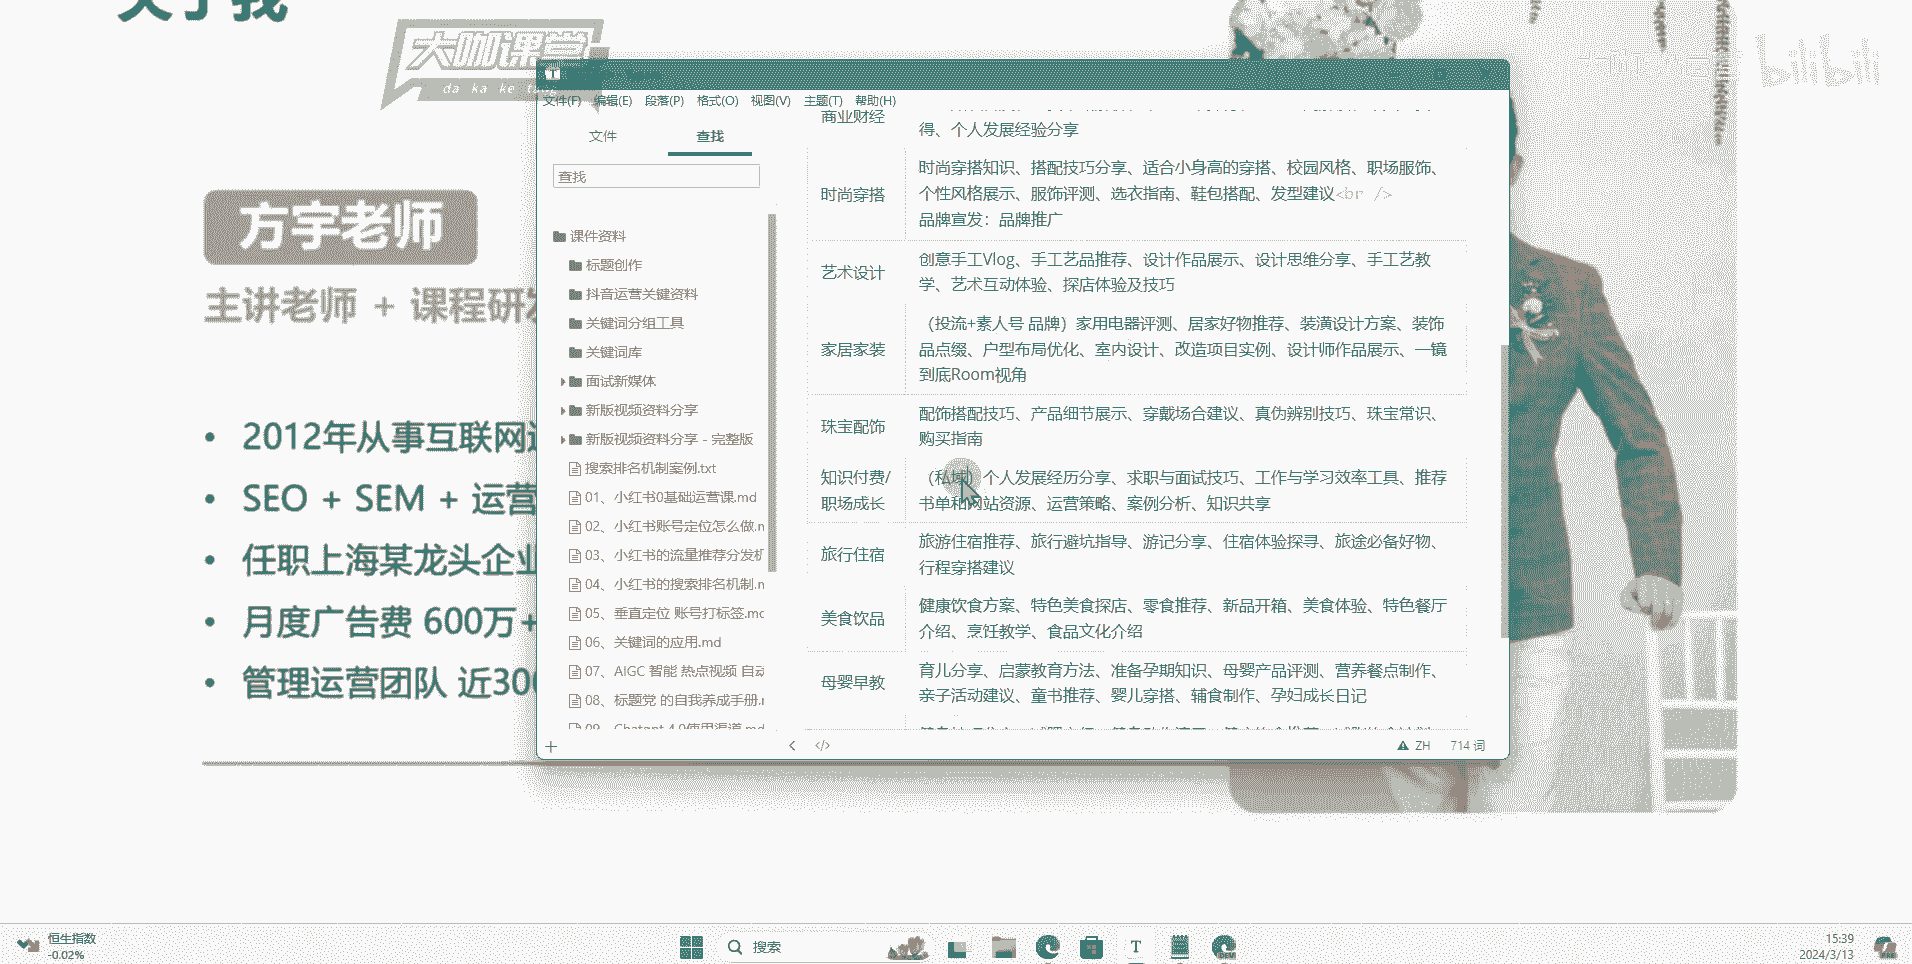 关于我
大咖课堂
da ka ke tang
bilibili
方宇老师
主讲老师 + 课程研发
2012年从事互联网
SEO + SEM + 运营
任职上海某龙头企业
月度广告费 600万+
管理运营团队 近30
文件(F) 编辑(E) 段落(P) 格式(O) 视图(V) 主题(T) 帮助(H)
文件 查找
查找
课件资料
标题创作
抖音运营关键资料
关键词分组工具
关键词库
面试新媒体
新版视频资料分享
新版视频资料分享 - 完整版
搜索排名机制案例.txt
01、小红书0基础运营课.md
02、小红书账号定位怎么做.m
03、小红书的流量推荐分发机
04、小红书的搜索排名机制.m
05、垂直定位 账号打标签.mc
06、关键词的应用.md
07、AIGC 智能 热点视频 自动
08、标题党 的自我养成手册.m
09、Chatgpt 4.0使用渠道.md
商业财经
得、个人发展经验分享
时尚穿搭
时尚穿搭知识、搭配技巧分享、适合小身高的穿搭、校园风格、职场服饰、
个性风格展示、服饰评测、选衣指南、鞋包搭配、发型建议<br />
品牌宣发：品牌推广
艺术设计
创意手工Vlog、手工艺品推荐、设计作品展示、设计思维分享、手工艺教
学、艺术互动体验、探店体验及技巧
家居家装
（投流+素人号 品牌）家用电器评测、居家好物推荐、装潢设计方案、装饰
品点缀、户型布局优化、室内设计、改造项目实例、设计师作品展示、一镜
到底Room视角
珠宝配饰
配饰搭配技巧、产品细节展示、穿戴场合建议、真伪辨别技巧、珠宝常识、
购买指南
知识付费/
职场成长
（私域）个人发展经历分享、求职与面试技巧、工作与学习效率工具、推荐
书单和网站资源、运营策略、案例分析、知识共享
旅行住宿
旅游住宿推荐、旅行避坑指导、游记分享、住宿体验探寻、旅途必备好物、
行程穿搭建议
美食饮品
健康饮食方案、特色美食探店、零食推荐、新品开箱、美食体验、特色餐厅
介绍、烹饪教学、食品文化介绍
母婴早教
育儿分享、启蒙教育方法、准备孕期知识、母婴产品评测、营养餐点制作、
亲子活动建议、童书推荐、婴儿穿搭、辅食制作、孕妇成长日记
ZH 714 词
恒生指数
-0.02%
搜索
15:39
2024/3/13